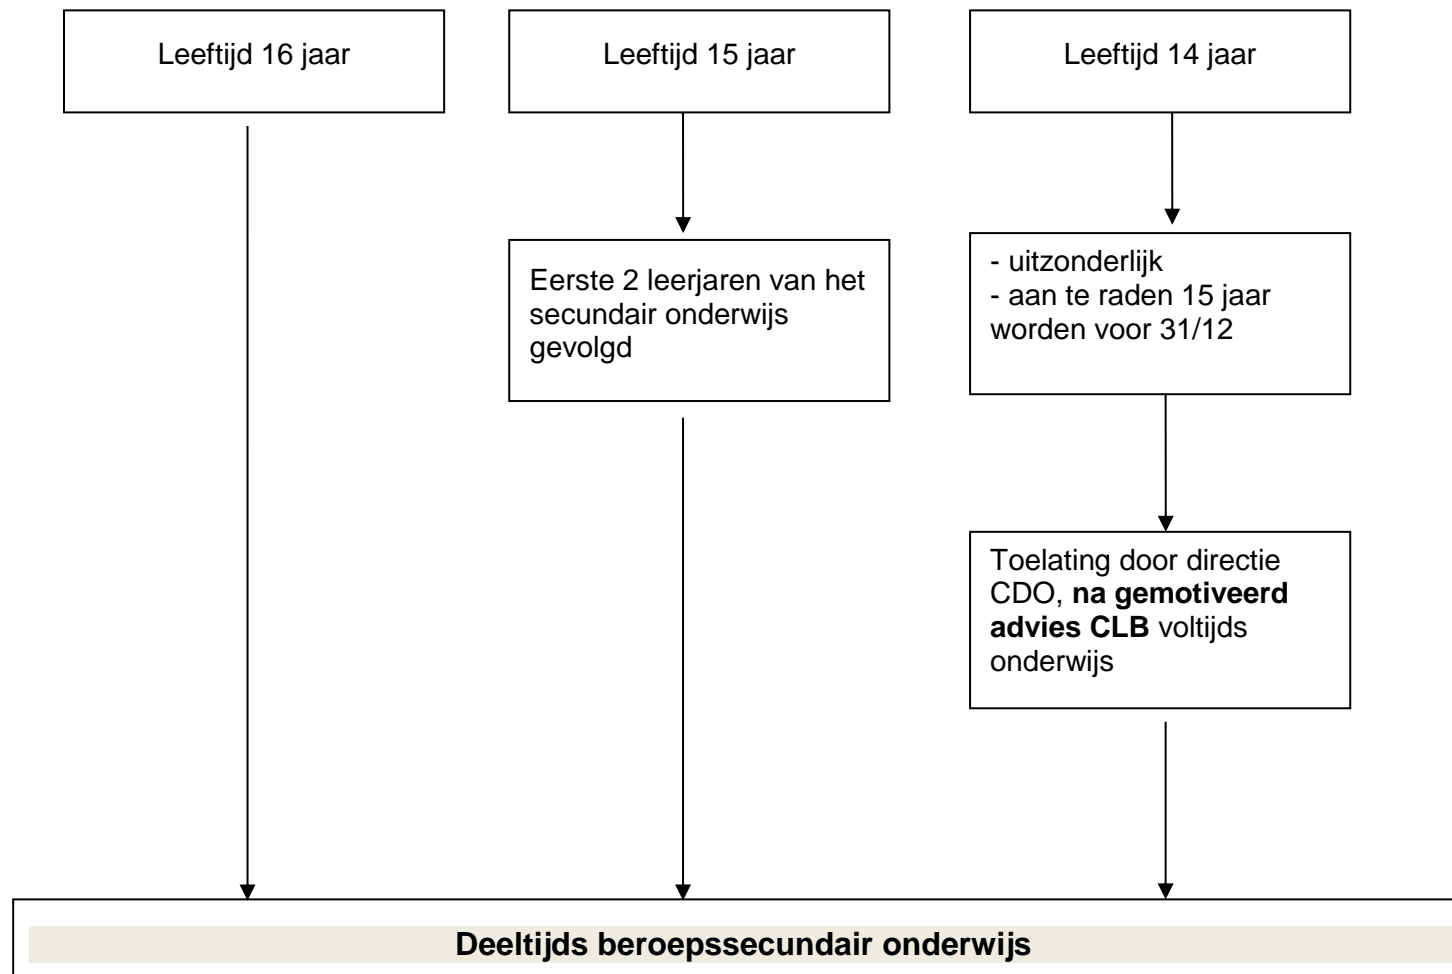 Leeftijd 16 jaar
Leeftijd 15 jaar
Leeftijd 14 jaar
Eerste 2 leerjaren van het
secundair onderwijs
gevolgd
- uitzonderlijk
- aan te raden 15 jaar
worden voor 31/12
Toelating door directie
CDO, na gemotiveerd
advies CLB voltijds
onderwijs
Deeltijds beroepssecundair onderwijs